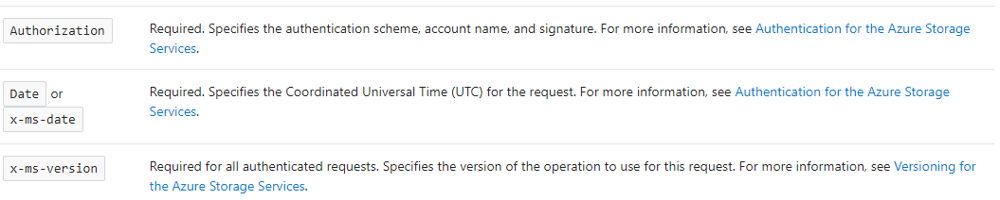 Authorization Required. Specifies the authentication scheme, account name, and signature. For more information, see Authentication for the Azure Storage
Services.
Date or Required. Specifies the Coordinated Universal Time (UTC) for the request. For more information, see Authentication for the Azure Storage
x-ms-date Services.
x-ms-version Required for all authenticated requests. Specifies the version of the operation to use for this request. For more information, see Versioning for
the Azure Storage Services.